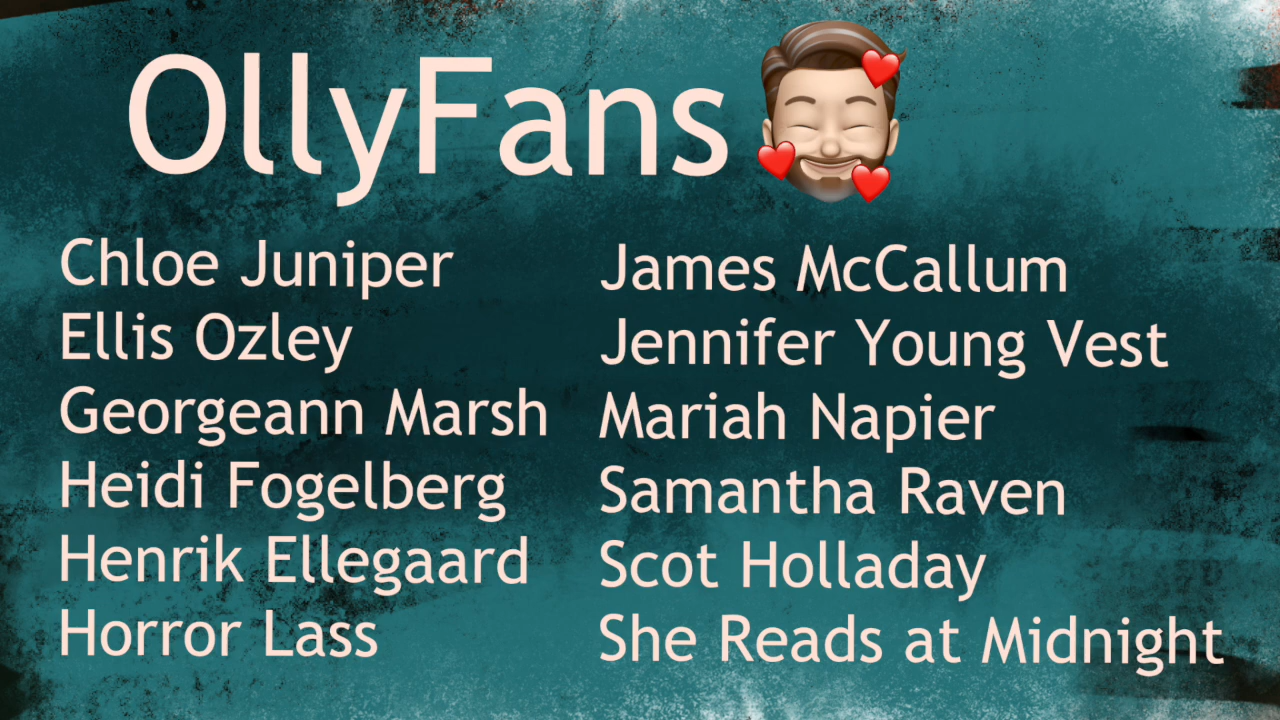 OllyFans
Chloe Juniper
Ellis Ozley
Georgeann Marsh
Heidi Fogelberg
Henrik Ellegaard
Horror Lass
James McCallum
Jennifer Young Vest
Mariah Napier
Samantha Raven
Scot Holladay
She Reads at Midnight